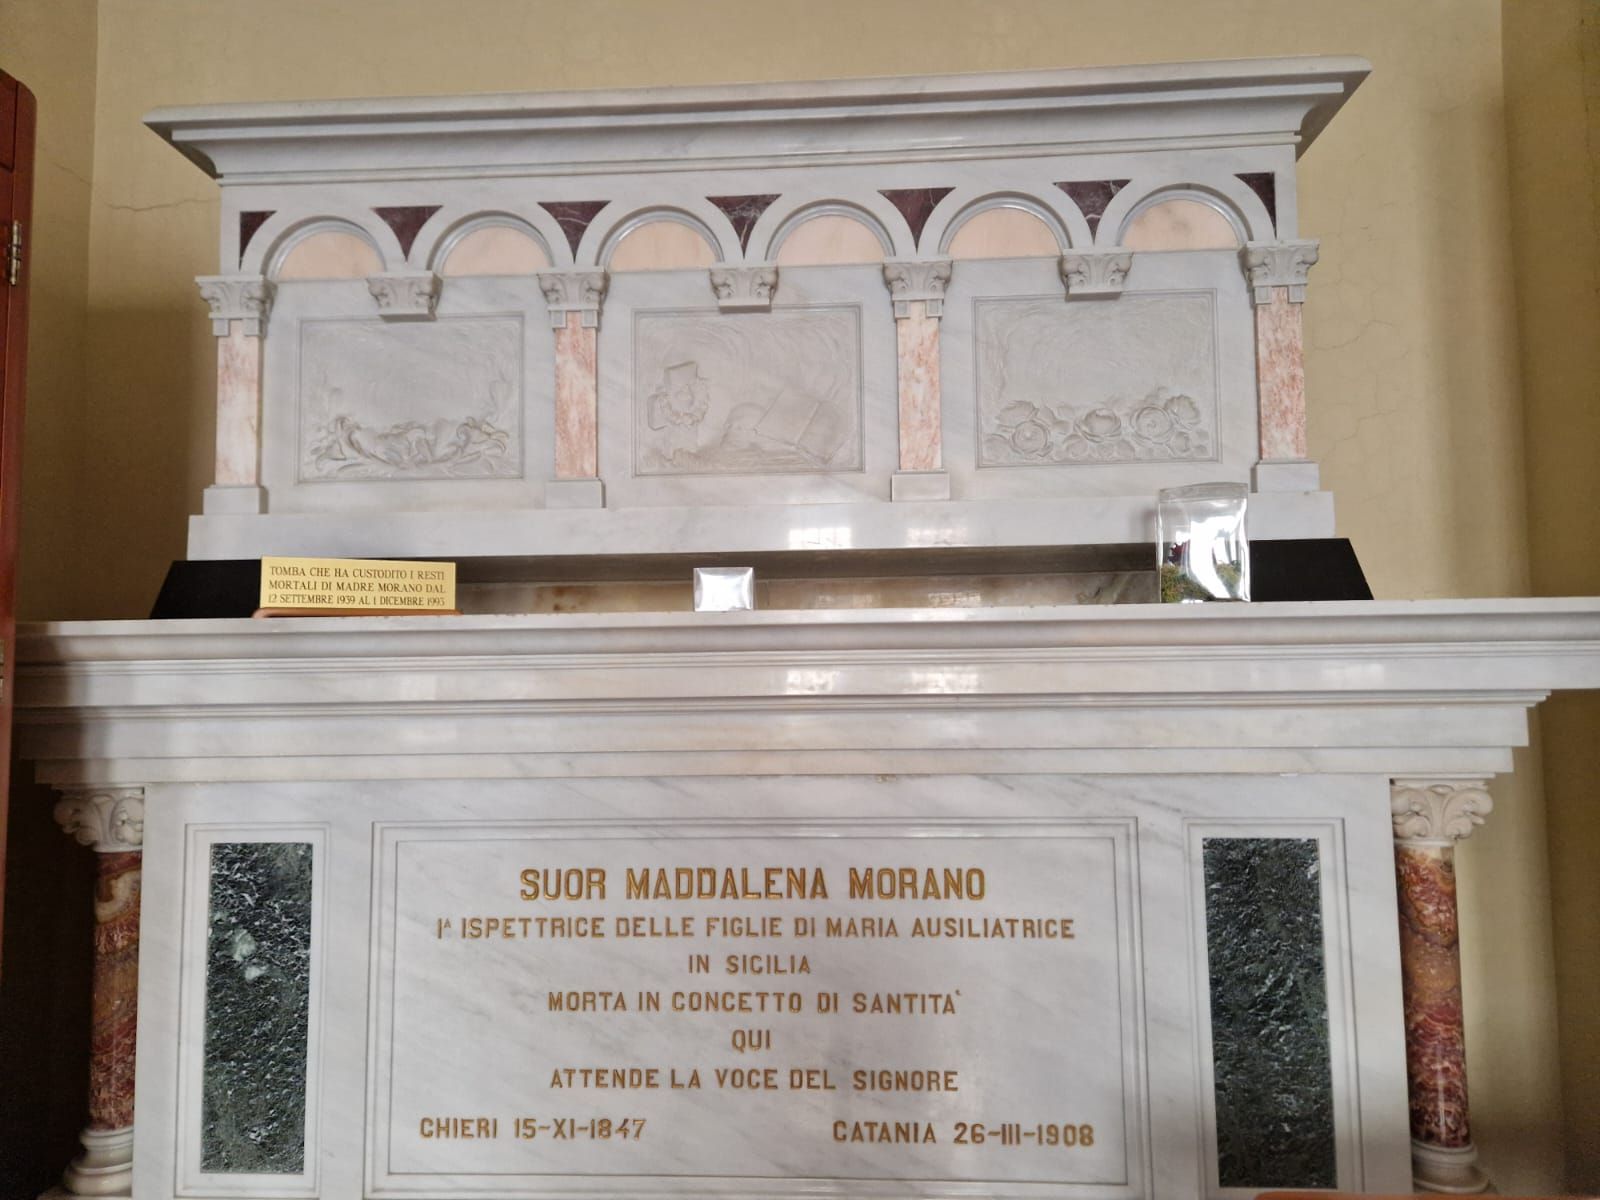 TOMBA CHE HA CUSTODITO I RESTI
MORTALI DI MADRE MORANO DAL
12 SETTEMBRE 1939 AL 1 DICEMBRE 1995
SUOR MADDALENA MORANO
1ᴬ ISPETTRICE DELLE FIGLIE DI MARIA AUSILIATRICE
IN SICILIA
MORTA IN CONCETTO DI SANTITA'
QUI
ATTENDE LA VOCE DEL SIGNORE
CHIERI 15-XI-1847 CATANIA 26-III-1908